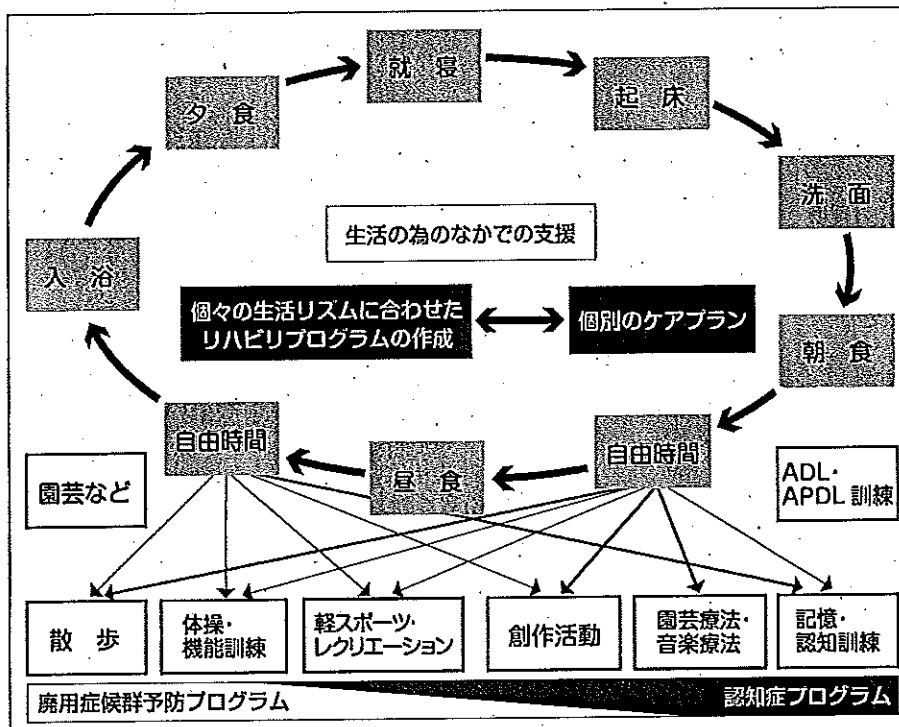 就寝
夕食
起床
洗面
生活の為のなかでの支援
入浴
個々の生活リズムに合わせた
リハビリプログラムの作成
個別のケアプラン
朝食
自由時間
自由時間
昼食
園芸など
ADL・
APDL 訓練
散歩
体操・
機能訓練
軽スポーツ・
レクリエーション
創作活動
園芸療法・
音楽療法
記憶・
認知訓練
廃用症候群予防プログラム
認知症プログラム